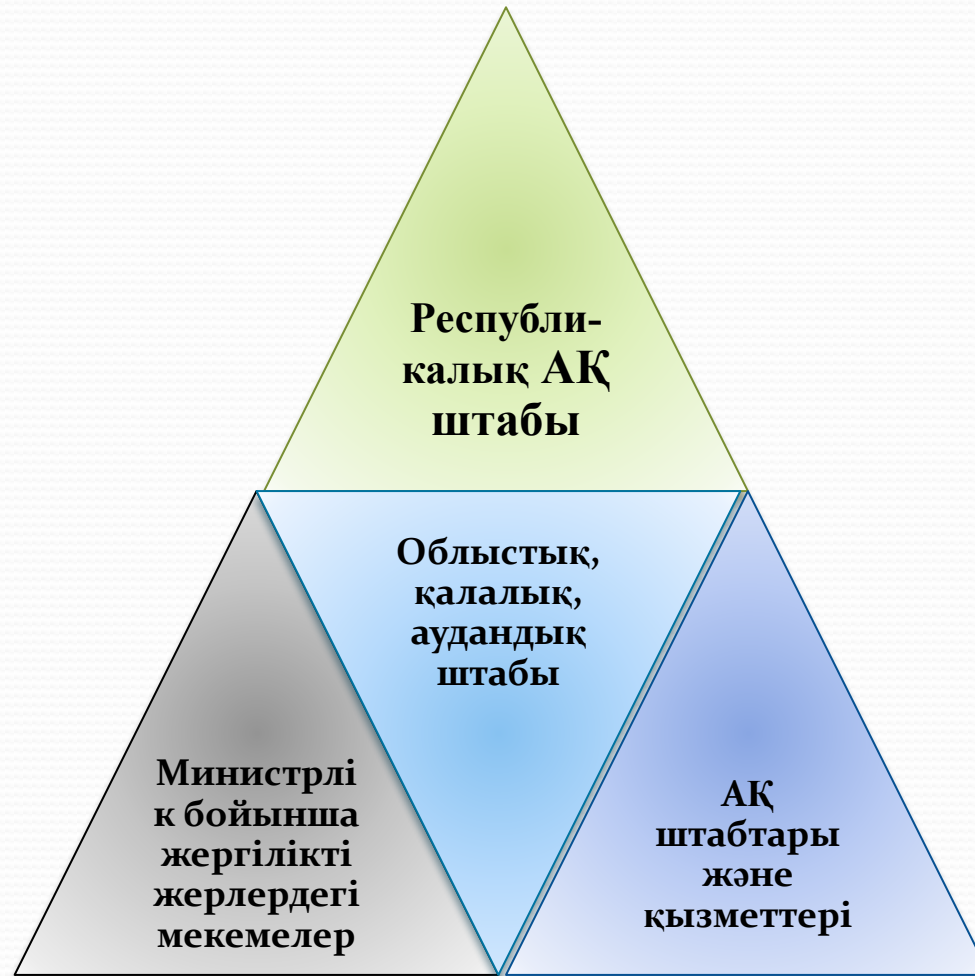 Республи-
калық АҚ
штабы
Облыстық,
қалалық,
аудандық
штабы
Министрлі
к бойынша
жергілікті
жерлердегі
мекемелер
АҚ
штабтары
және
қызметтері